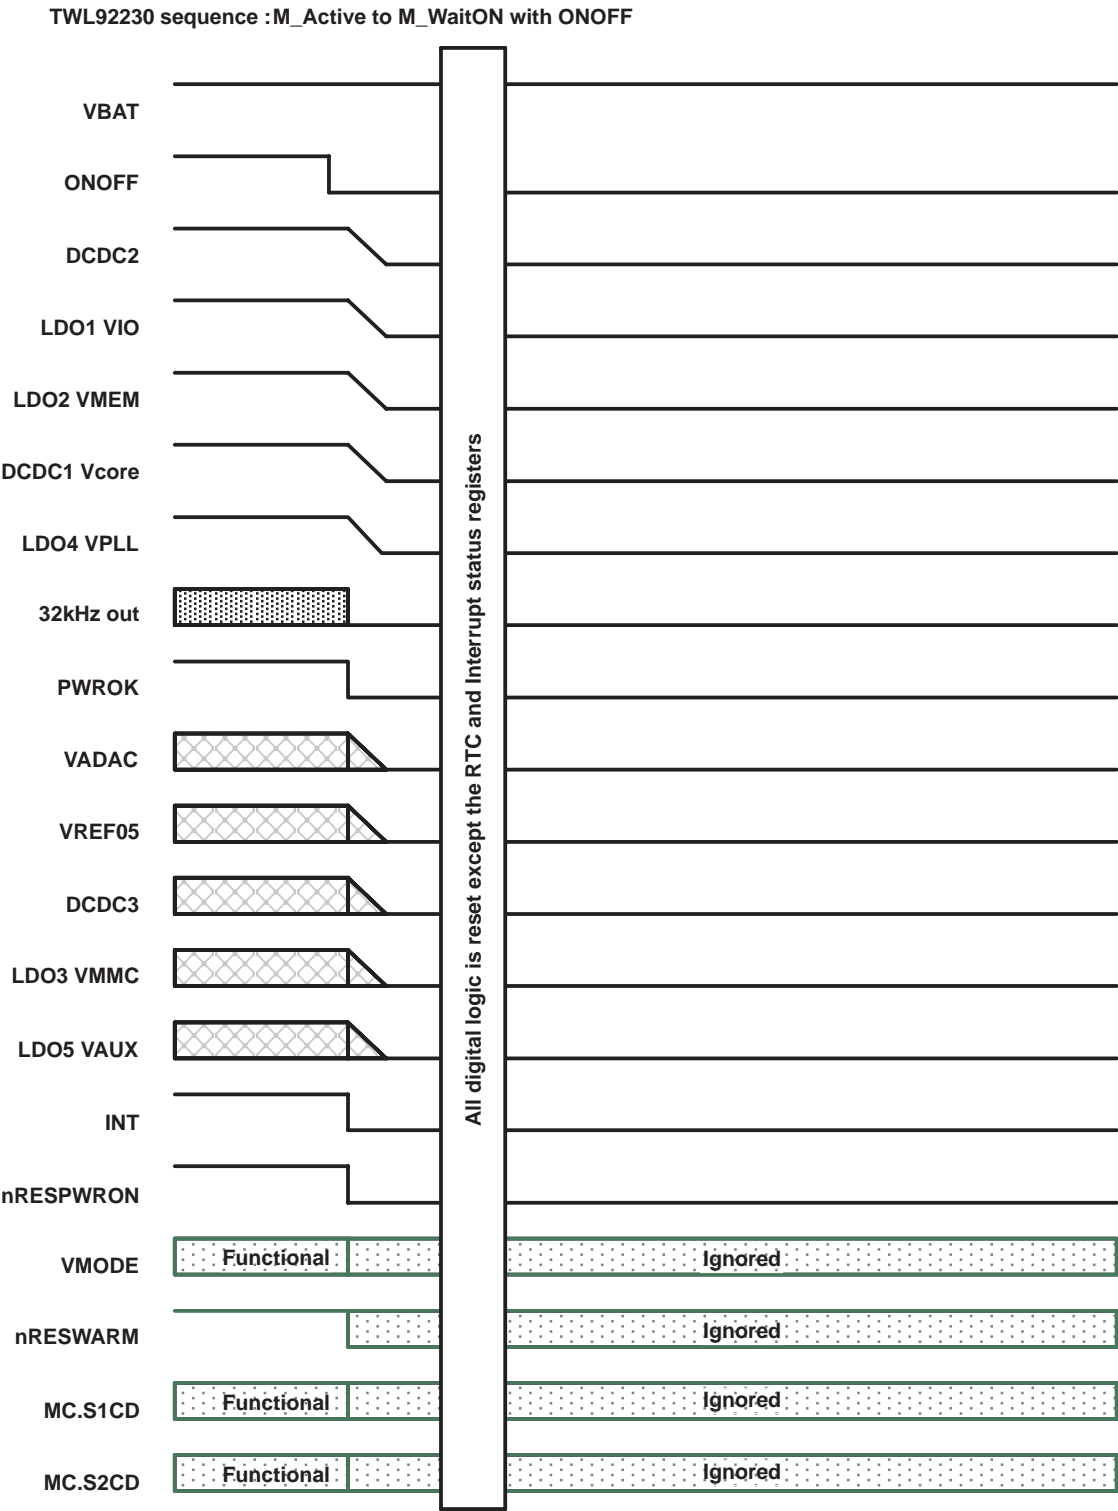 TWL92230 sequence : M_Active to M_WaitON with ONOFF
VBAT
ONOFF
DCDC2
LDO1 VIO
LDO2 VMEM
DCDC1 Vcore
LDO4 VPLL
32kHz out
PWROK
VADAC
VREF05
DCDC3
LDO3 VMMC
LDO5 VAUX
INT
nRESPWRON
All digital logic is reset except the RTC and Interrupt status registers
VMODE Functional Ignored
nRESWARM Ignored
MC.S1CD Functional Ignored
MC.S2CD Functional Ignored